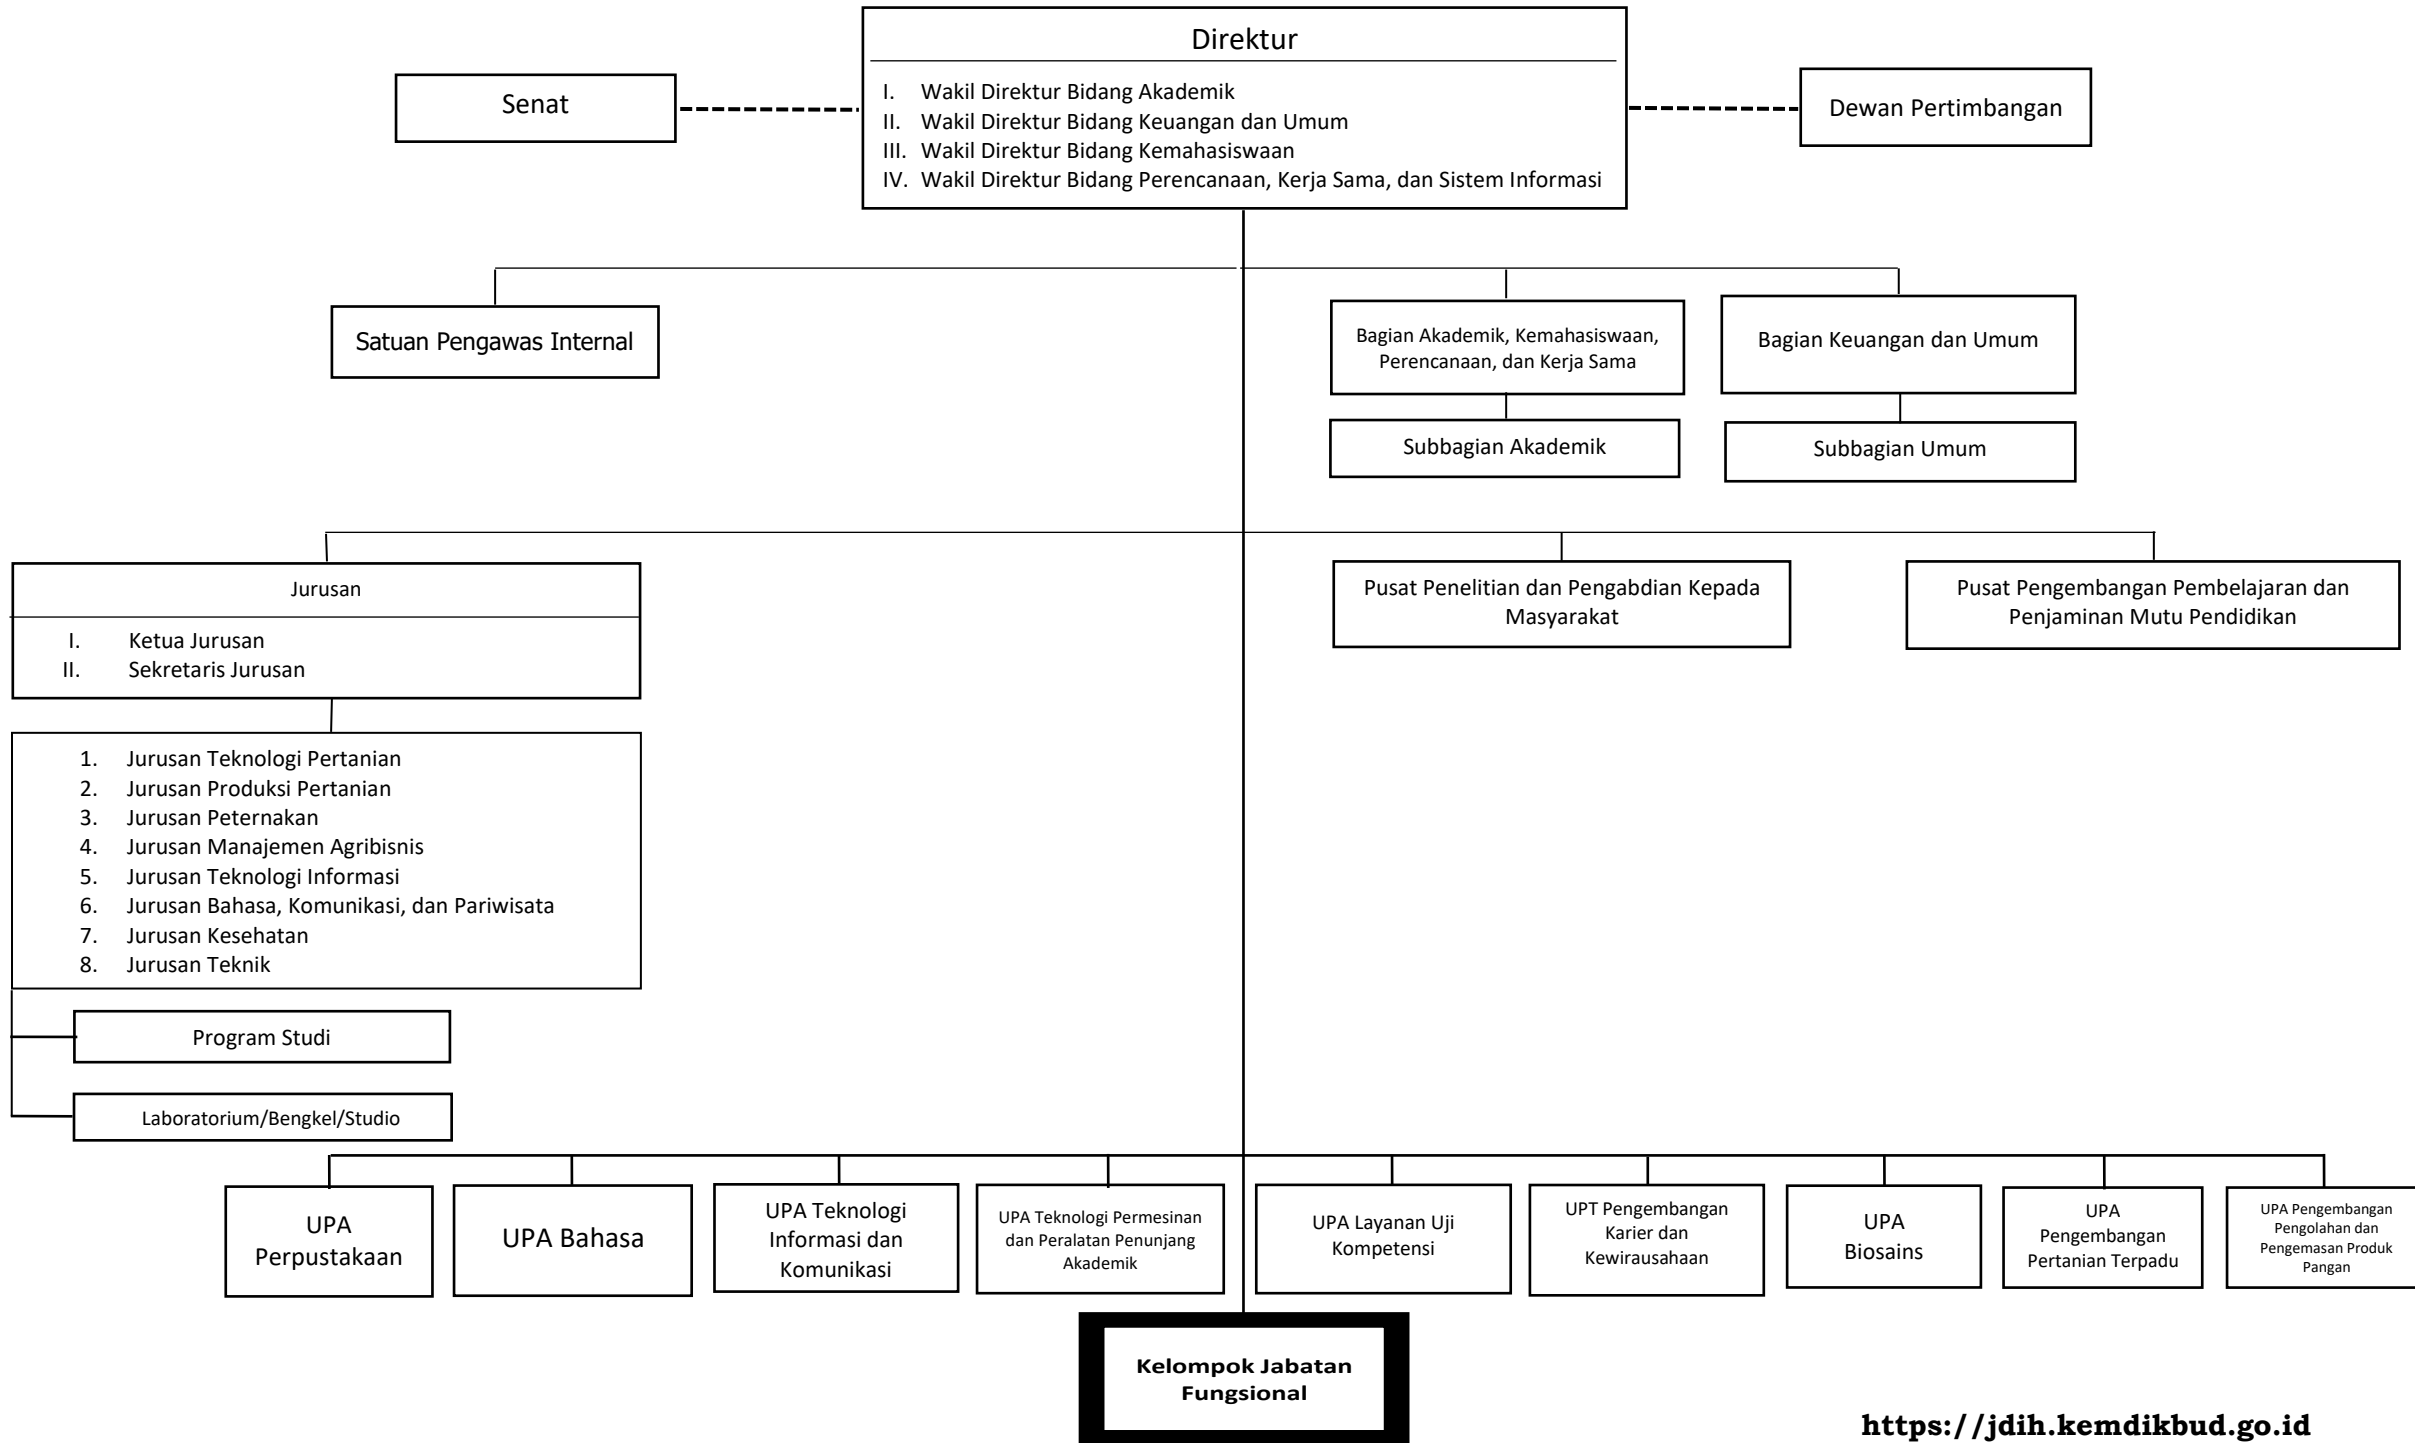 Direktur
Senat
I. Wakil Direktur Bidang Akademik
II. Wakil Direktur Bidang Keuangan dan Umum
III. Wakil Direktur Bidang Kemahasiswaan
IV. Wakil Direktur Bidang Perencanaan, Kerja Sama, dan Sistem Informasi
Dewan Pertimbangan
Satuan Pengawas Internal
Bagian Akademik, Kemahasiswaan,
Perencanaan, dan Kerja Sama
Bagian Keuangan dan Umum
Subbagian Akademik
Subbagian Umum
Jurusan
I. Ketua Jurusan
II. Sekretaris Jurusan
Pusat Penelitian dan Pengabdian Kepada
Masyarakat
Pusat Pengembangan Pembelajaran dan
Penjaminan Mutu Pendidikan
1. Jurusan Teknologi Pertanian
2. Jurusan Produksi Pertanian
3. Jurusan Peternakan
4. Jurusan Manajemen Agribisnis
5. Jurusan Teknologi Informasi
6. Jurusan Bahasa, Komunikasi, dan Pariwisata
7. Jurusan Kesehatan
8. Jurusan Teknik
Program Studi
Laboratorium/Bengkel/Studio
UPA
Perpustakaan
UPA Bahasa
UPA Teknologi
Informasi dan
Komunikasi
UPA Teknologi Permesinan
dan Peralatan Penunjang
Akademik
UPA Layanan Uji
Kompetensi
UPT Pengembangan
Karier dan
Kewirausahaan
UPA
Biosains
UPA
Pengembangan
Pertanian Terpadu
UPA Pengembangan
Pengolahan dan
Pengemasan Produk
Pangan
Kelompok Jabatan
Fungsional
https://jdih.kemdikbud.go.id